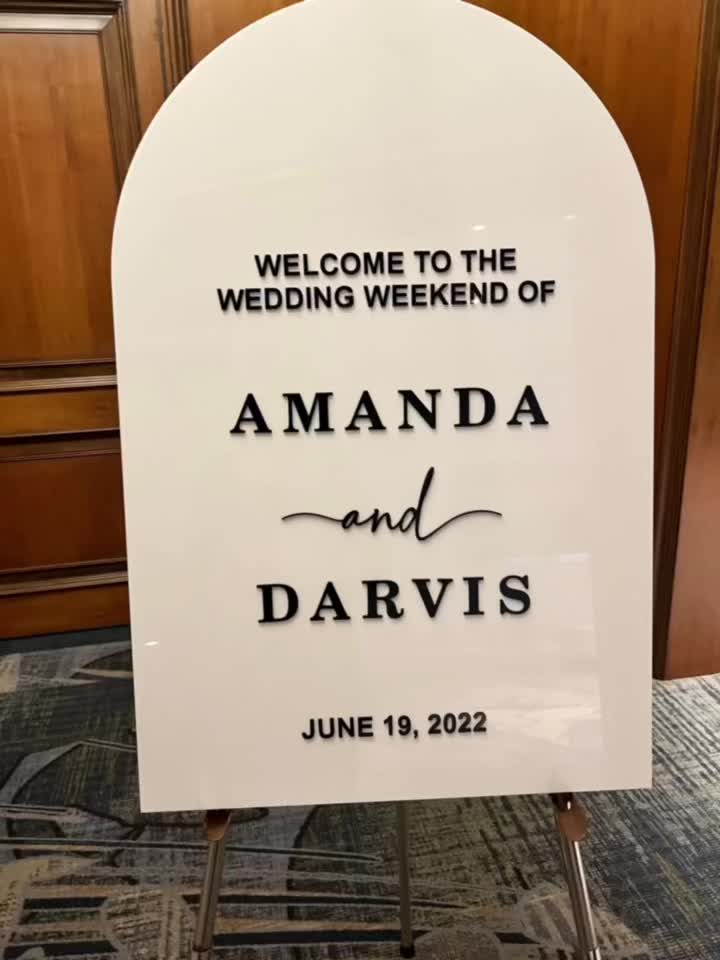 WELCOME TO THE
WEDDING WEEKEND OF
AMANDA
and
DARVIS
JUNE 19, 2022